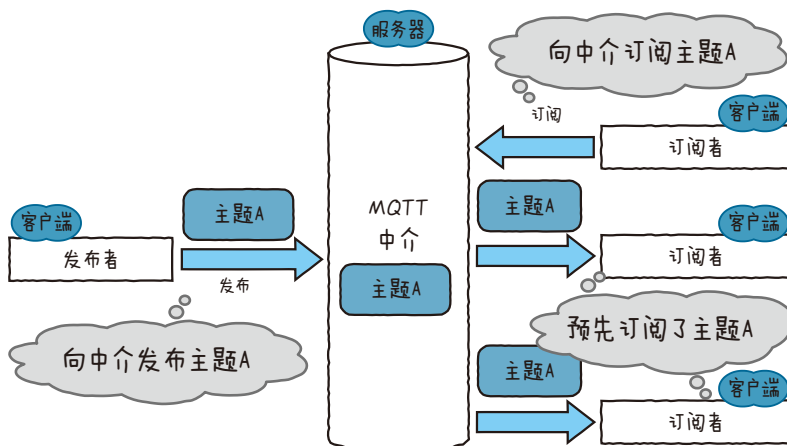 服务器
向中介订阅主题A
订阅
客户端
订阅者
客户端
发布者
主题A
发布
向中介发布主题A
MQTT
中介
主题A
主题A
客户端
订阅者
预先订阅了主题A
主题A
客户端
订阅者